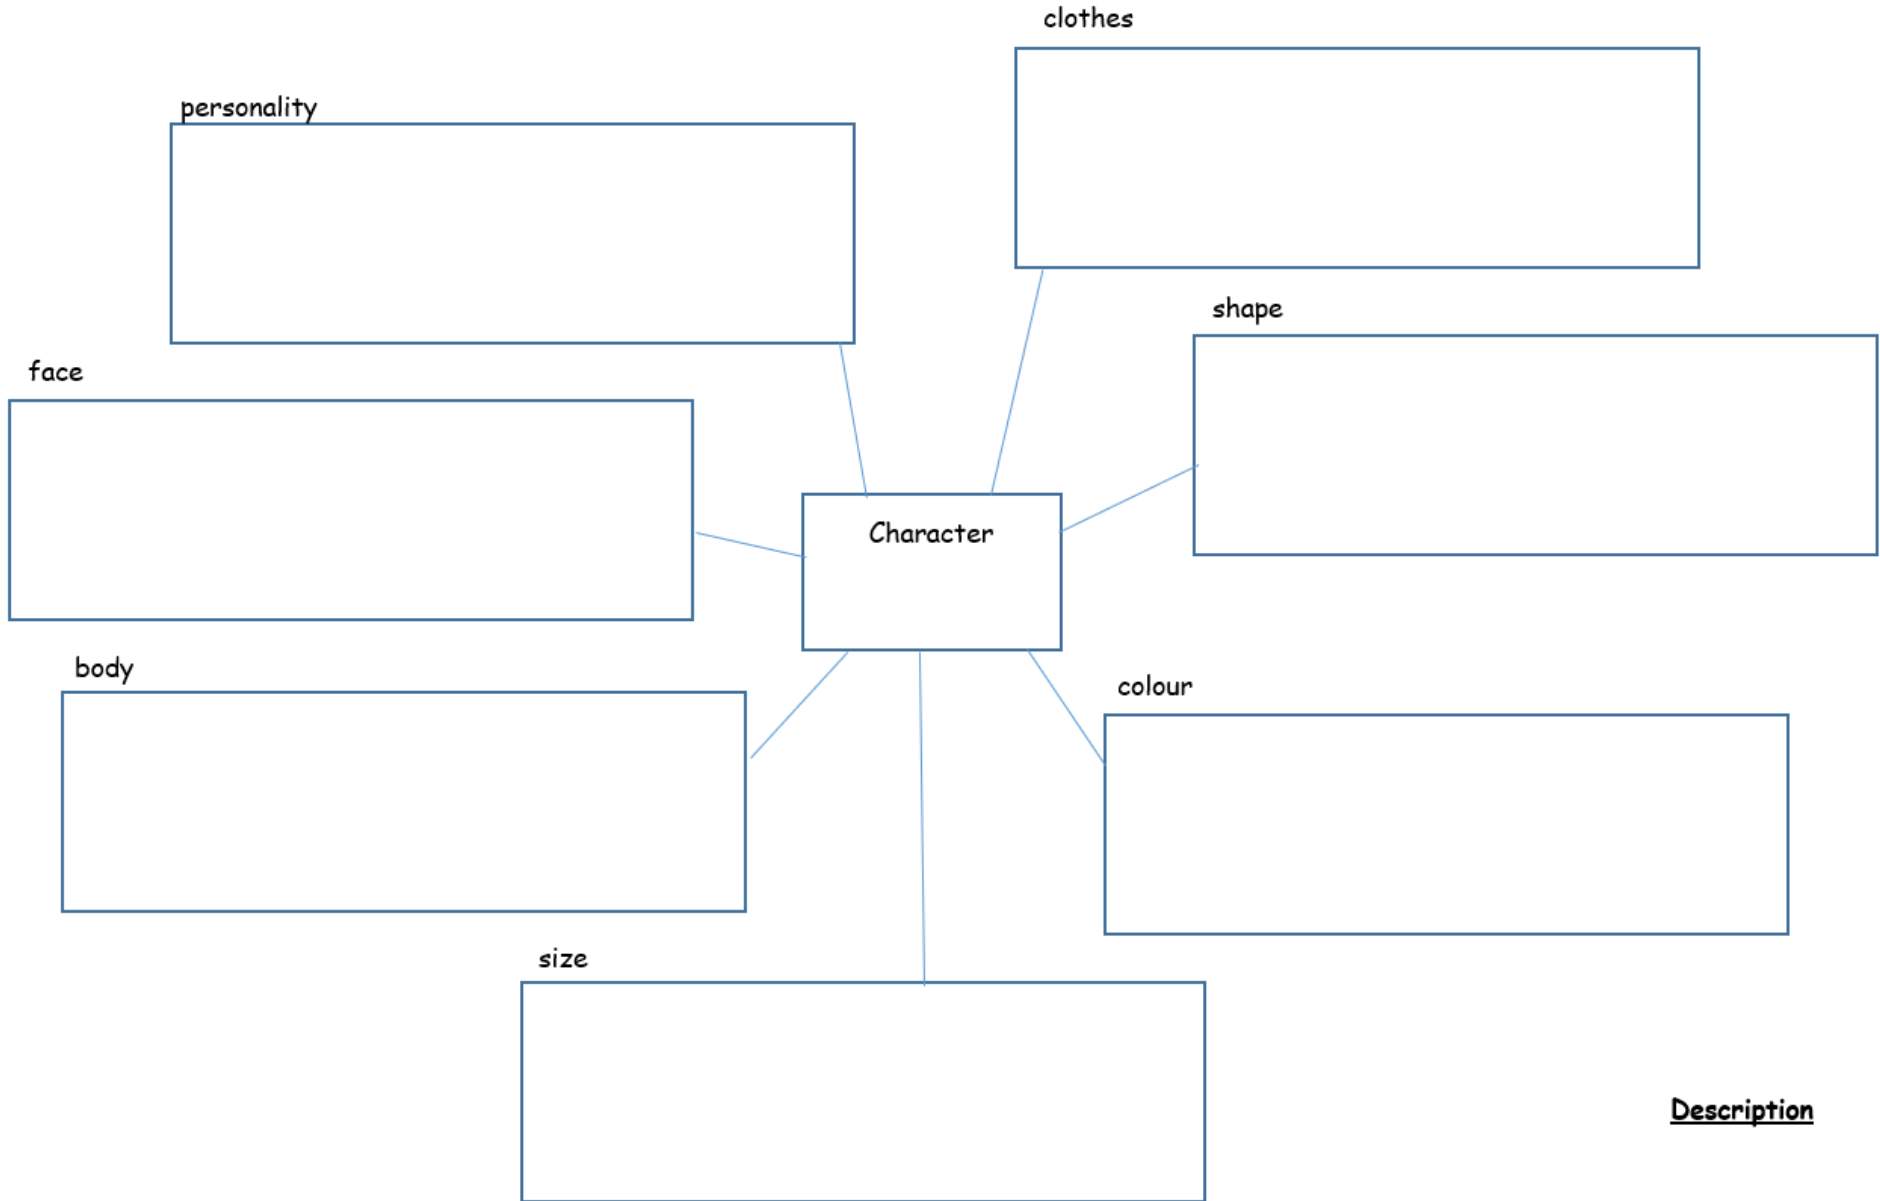 clothes
personality
shape
face
Character
body
colour
size
Description